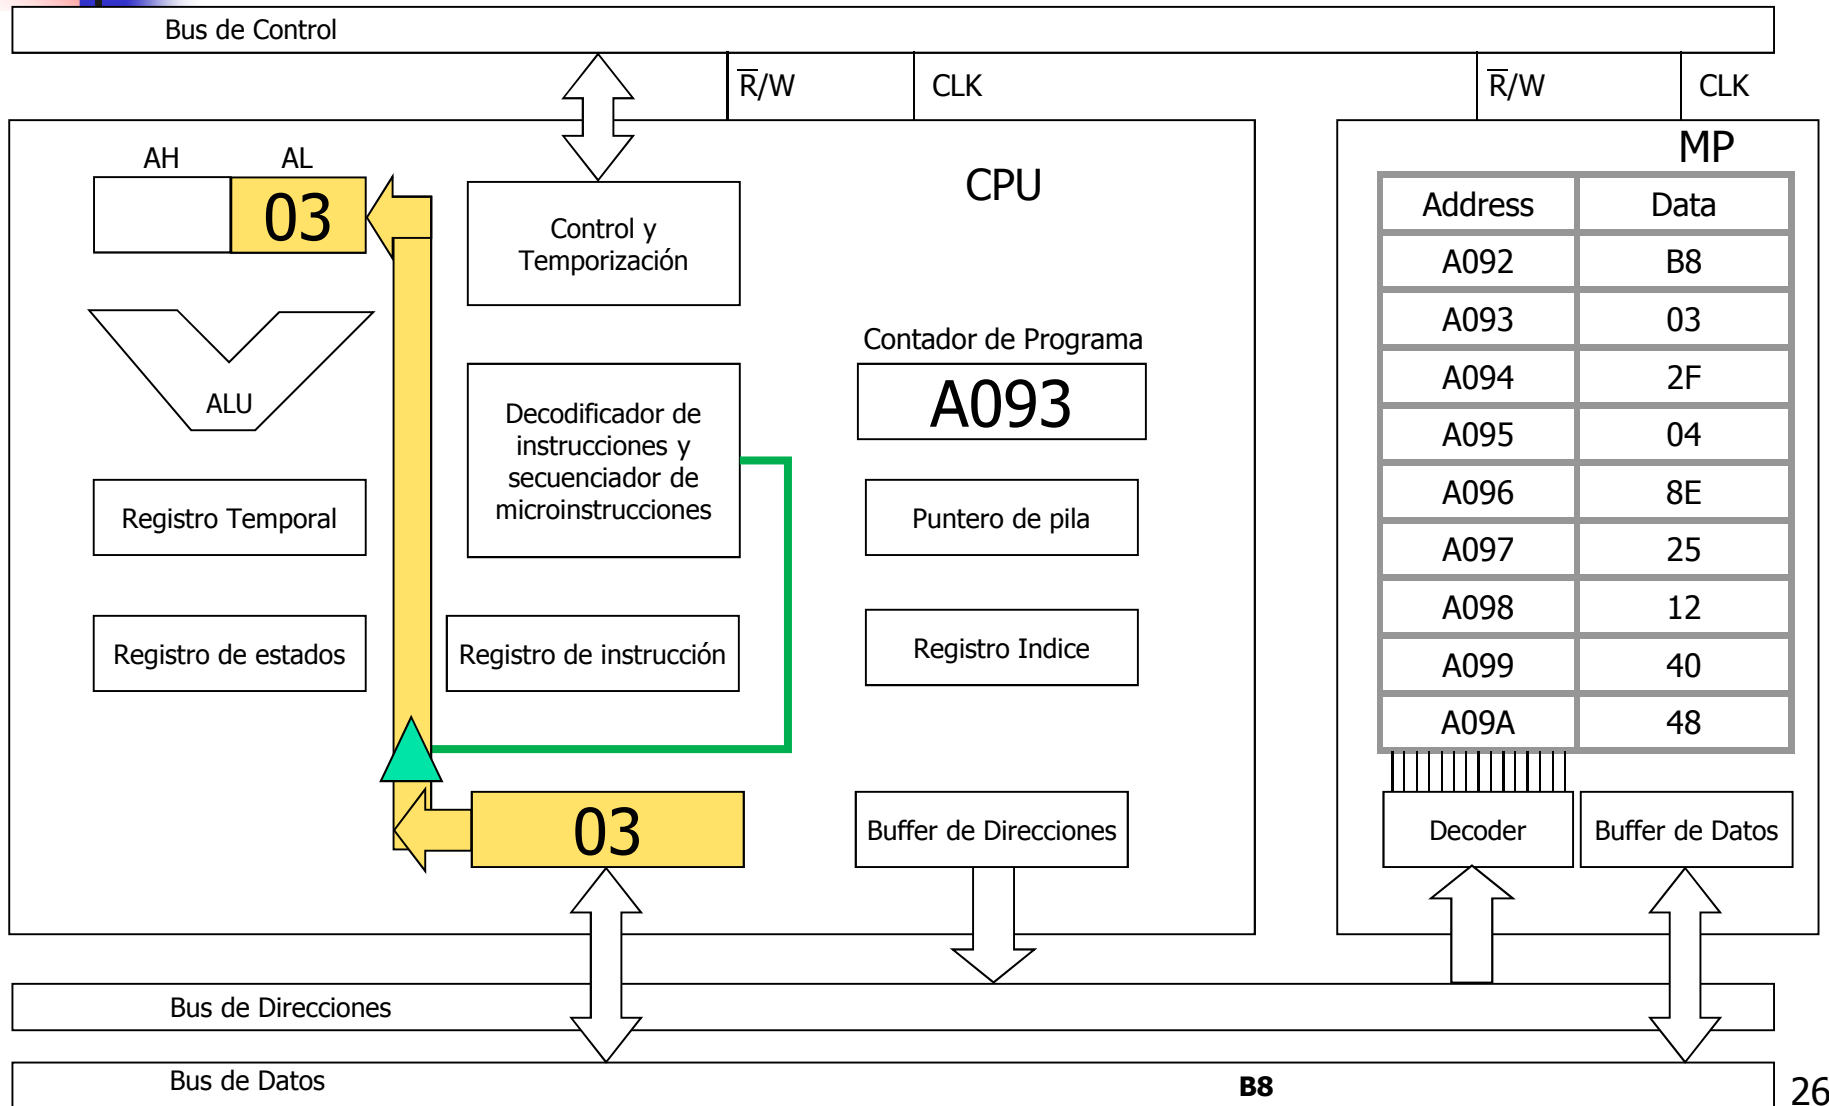 Bus de Control
R/W
CLK
R/W
CLK
AH
AL
03
Control y
Temporización
CPU
ALU
Decodificador de
instrucciones y
secuenciador de
microinstrucciones
Contador de Programa
A093
Registro Temporal
Puntero de pila
Registro de estados
Registro de instrucción
Registro Indice
03
Buffer de Direcciones
MP
Address Data
A092 B8
A093 03
A094 2F
A095 04
A096 8E
A097 25
A098 12
A099 40
A09A 48
Decoder
Buffer de Datos
Bus de Direcciones
Bus de Datos
B8
26